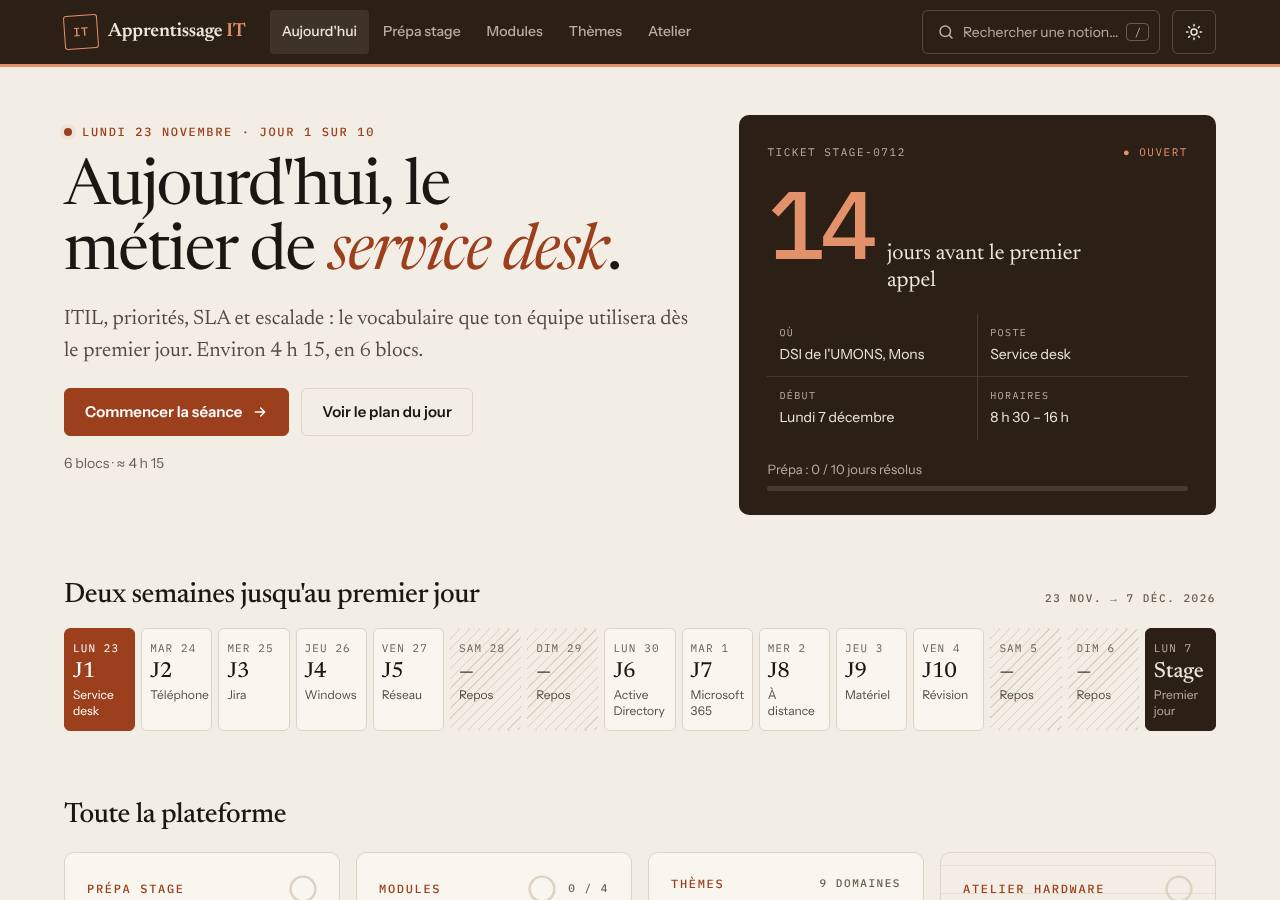 IT
Apprentissage IT
Aujourd'hui
Prépa stage
Modules
Thèmes
Atelier
Rechercher une notion...
/
LUNDI 23 NOVEMBRE · JOUR 1 SUR 10
Aujourd'hui, le
métier de service desk.
ITIL, priorités, SLA et escalade : le vocabulaire que ton équipe utilisera dès
le premier jour. Environ 4 h 15, en 6 blocs.
Commencer la séance →
Voir le plan du jour
6 blocs · ≈ 4 h 15
TICKET STAGE-0712
• OUVERT
14 jours avant le premier
appel
OÙ
DSI de l'UMONS, Mons
POSTE
Service desk
DÉBUT
Lundi 7 décembre
HORAIRES
8 h 30 – 16 h
Prépa : 0 / 10 jours résolus
Deux semaines jusqu'au premier jour
23 NOV. → 7 DÉC. 2026
LUN 23
J1
Service
desk
MAR 24
J2
Téléphone
MER 25
J3
Jira
JEU 26
J4
Windows
VEN 27
J5
Réseau
SAM 28
—
Repos
DIM 29
—
Repos
LUN 30
J6
Active
Directory
MAR 1
J7
Microsoft
365
MER 2
J8
À
distance
JEU 3
J9
Matériel
VEN 4
J10
Révision
SAM 5
—
Repos
DIM 6
—
Repos
LUN 7
Stage
Premier
jour
Toute la plateforme
PRÉPA STAGE
MODULES
0 / 4
THÈMES
9 DOMAINES
ATELIER HARDWARE